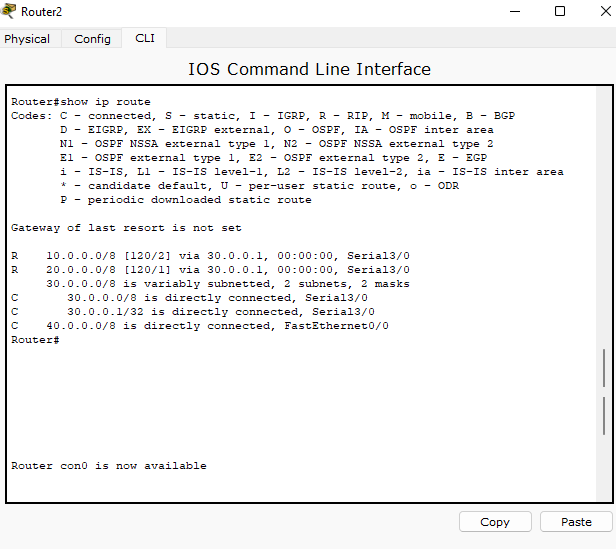 Router2
Physical Config CLI
IOS Command Line Interface
Router#show ip route
Codes: C - connected, S - static, I - IGRP, R - RIP, M - mobile, B - BGP
       D - EIGRP, EX - EIGRP external, O - OSPF, IA - OSPF inter area
       N1 - OSPF NSSA external type 1, N2 - OSPF NSSA external type 2
       E1 - OSPF external type 1, E2 - OSPF external type 2, E - EGP
       i - IS-IS, L1 - IS-IS level-1, L2 - IS-IS level-2, ia - IS-IS inter area
       * - candidate default, U - per-user static route, o - ODR
       P - periodic downloaded static route
Gateway of last resort is not set
R    10.0.0.0/8 [120/2] via 30.0.0.1, 00:00:00, Serial3/0
R    20.0.0.0/8 [120/1] via 30.0.0.1, 00:00:00, Serial3/0
     30.0.0.0/8 is variably subnetted, 2 subnets, 2 masks
C       30.0.0.0/8 is directly connected, Serial3/0
C       30.0.0.1/32 is directly connected, Serial3/0
C    40.0.0.0/8 is directly connected, FastEthernet0/0
Router#
Router con0 is now available
Copy Paste